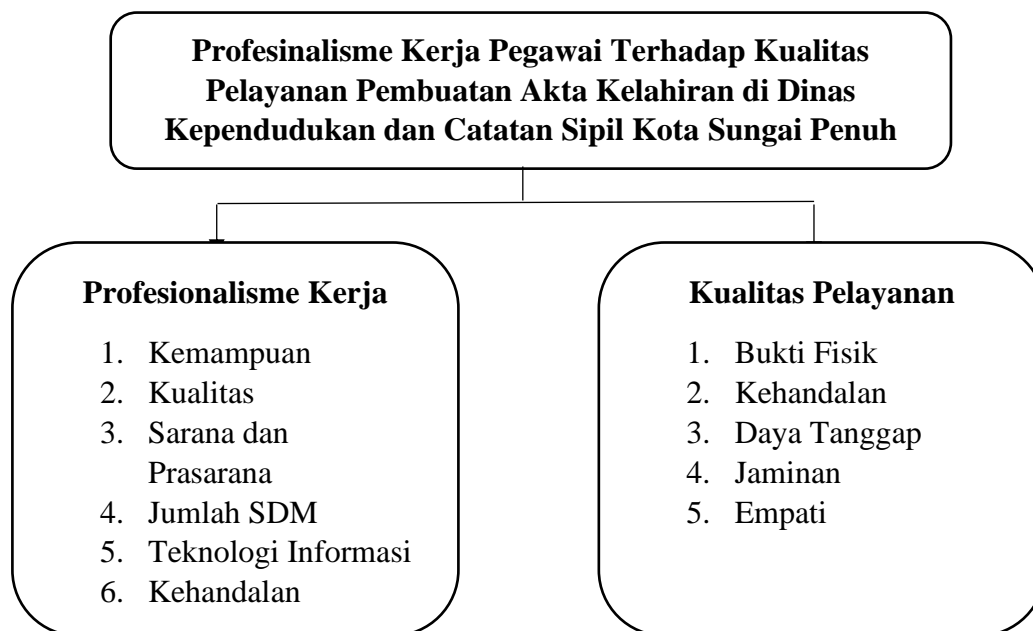 Profesinalisme Kerja Pegawai Terhadap Kualitas
Pelayanan Pembuatan Akta Kelahiran di Dinas
Kependudukan dan Catatan Sipil Kota Sungai Penuh
Profesionalisme Kerja
1. Kemampuan
2. Kualitas
3. Sarana dan
Prasarana
4. Jumlah SDM
5. Teknologi Informasi
6. Kehandalan
Kualitas Pelayanan
1. Bukti Fisik
2. Kehandalan
3. Daya Tanggap
4. Jaminan
5. Empati